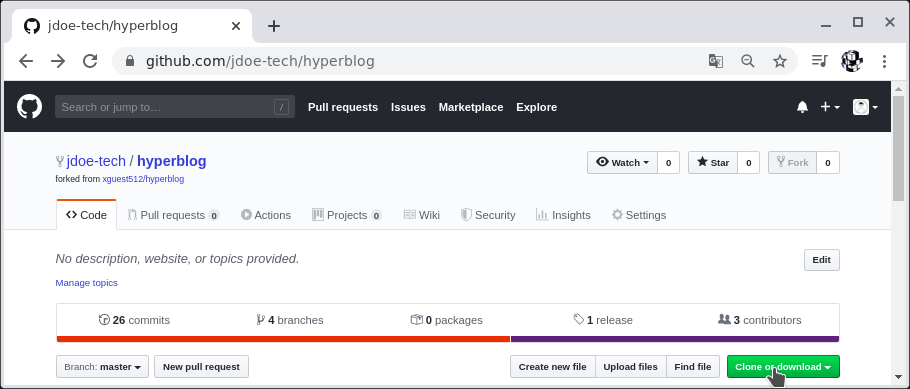 jdoe-tech/hyperblog
github.com/jdoe-tech/hyperblog
Search or jump to… /
Pull requests Issues Marketplace Explore
jdoe-tech / hyperblog
Watch 0 Star 0 Fork 0
forked from xguest512/hyperblog
Code Pull requests 0 Actions Projects 0 Wiki Security Insights Settings
No description, website, or topics provided.
Edit
Manage topics
26 commits 4 branches 0 packages 1 release 3 contributors
Branch: master New pull request Create new file Upload files Find file Clone or download